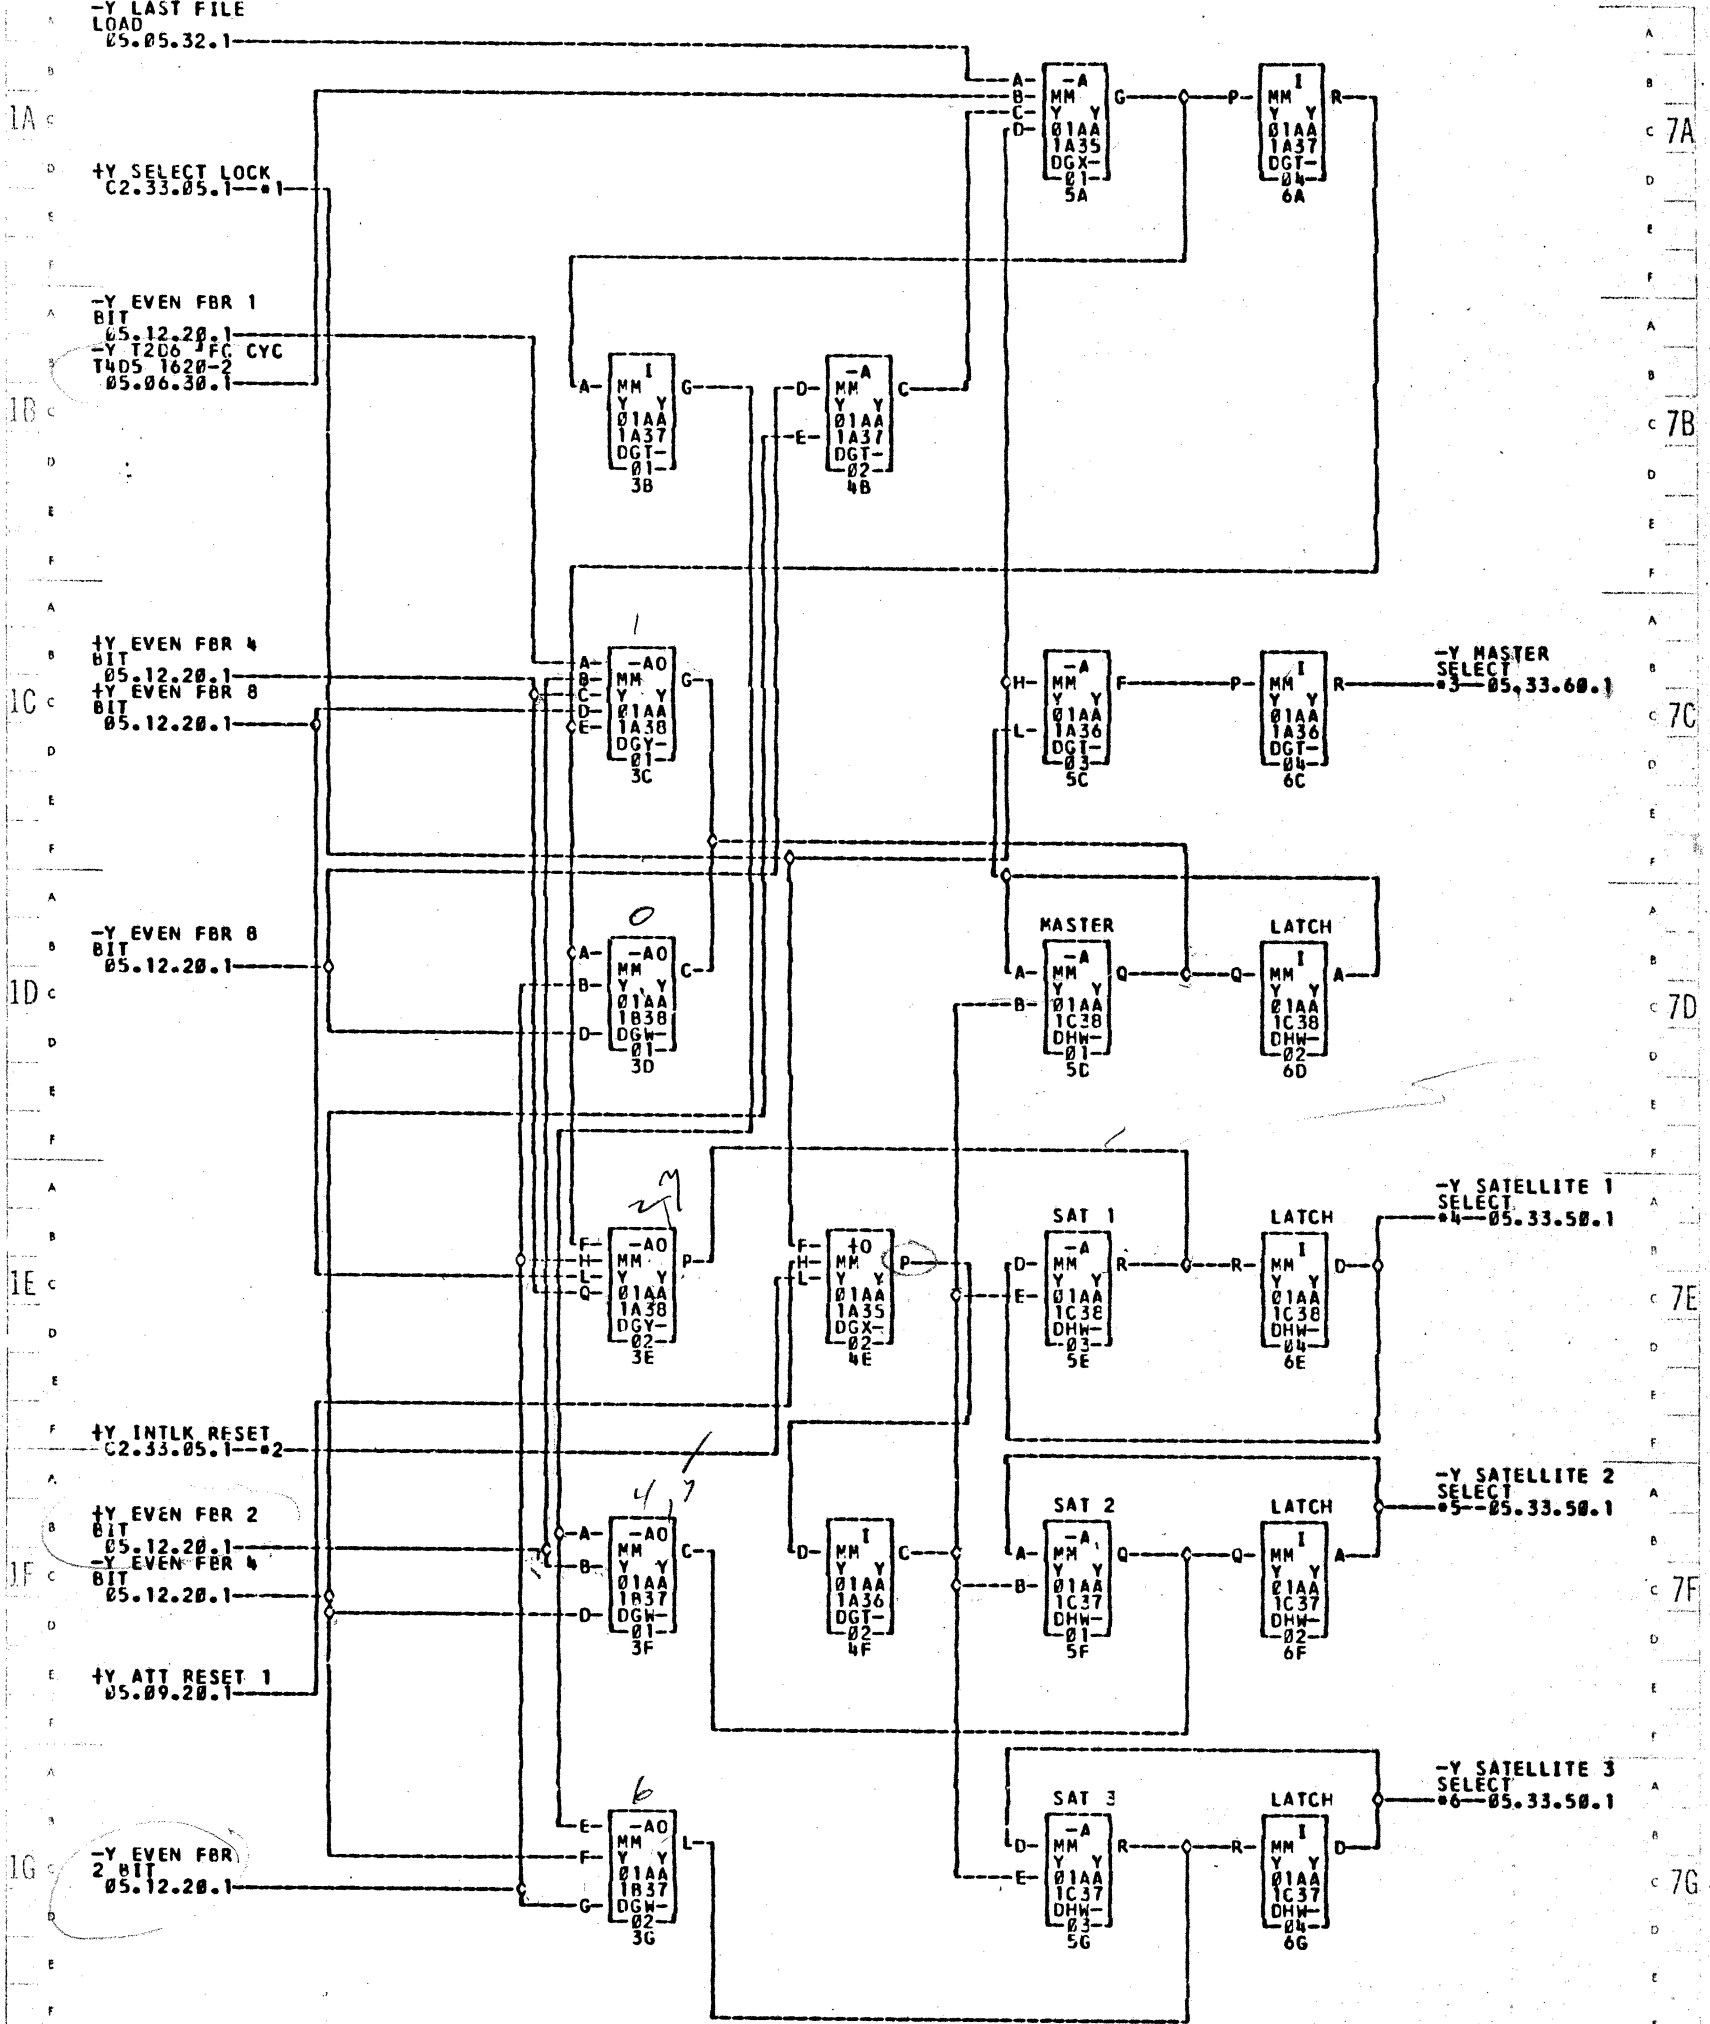 -Y LAST FILE
LOAD
05.05.32.1
+Y SELECT LOCK
C2.33.05.1--*1
-Y EVEN FBR 1
BIT
05.12.20.1
-Y T2D6 IFC CYC
T4D5 1620-2
05.06.30.1
+Y EVEN FBR 4
BIT
05.12.20.1
+Y EVEN FBR 8
BIT
05.12.20.1
-Y EVEN FBR 8
BIT
05.12.20.1
+Y INTLK RESET
C2.33.05.1--*2
+Y EVEN FBR 2
BIT
05.12.20.1
-Y EVEN FBR 4
BIT
05.12.20.1
+Y ATT RESET 1
05.09.20.1
-Y EVEN FBR
2 BIT
05.12.20.1
1A
1B
1C
1D
1E
1F
1G
A- -A
B- MM G
C- Y Y
D- 01AA
1A35
DGX-
01
5A
I
P- MM R
Y Y
01AA
1A37
DGT-
04
6A
I
A- MM G
Y Y
01AA
1A37
DGT-
01
3B
-A
D- MM C
Y Y
01AA
E- 1A37
DGT-
02
4B
1
A- -AO
B- MM G
C- Y Y
D- 01AA
E- 1A38
DGY-
01
3C
-A
H- MM F
Y Y
01AA
L- 1A36
DGT-
03
5C
I
P- MM R
Y Y
01AA
1A36
DGT-
04
6C
0
A- -AO
MM C
B- Y Y
01AA
1B38
D- DGW-
01
3D
MASTER
-A
A- MM Q
Y Y
B- 01AA
1C38
DHW-
01
5D
LATCH
I
Q- MM A
Y Y
01AA
1C38
DHW-
02
6D
F- -AO
H- MM P
L- Y Y
Q- 01AA
1A38
DGY-
02
3E
F- +O
H- MM P
L- Y Y
01AA
1A35
DGX-
02
4E
SAT 1
-A
D- MM R
Y Y
E- 01AA
1C38
DHW-
03
5E
LATCH
I
R- MM D
Y Y
01AA
1C38
DHW-
04
6E
4
A- -AO
MM C
B- Y Y
01AA
1B37
D- DGW-
01
3F
I
D- MM C
Y Y
01AA
1A36
DGT-
02
4F
SAT 2
-A
A- MM Q
Y Y
B- 01AA
1C37
DHW-
01
5F
LATCH
I
Q- MM A
Y Y
01AA
1C37
DHW-
02
6F
6
E- -AO
MM L
F- Y Y
01AA
1B37
G- DGW-
02
3G
SAT 3
-A
D- MM R
Y Y
E- 01AA
1C37
DHW-
03
5G
LATCH
I
R- MM D
Y Y
01AA
1C37
DHW-
04
6G
-Y MASTER
SELECT
*3--05.33.60.1
-Y SATELLITE 1
SELECT
*4--05.33.50.1
-Y SATELLITE 2
SELECT
*5--05.33.50.1
-Y SATELLITE 3
SELECT
*6--05.33.50.1
7A
7B
7C
7D
7E
7F
7G